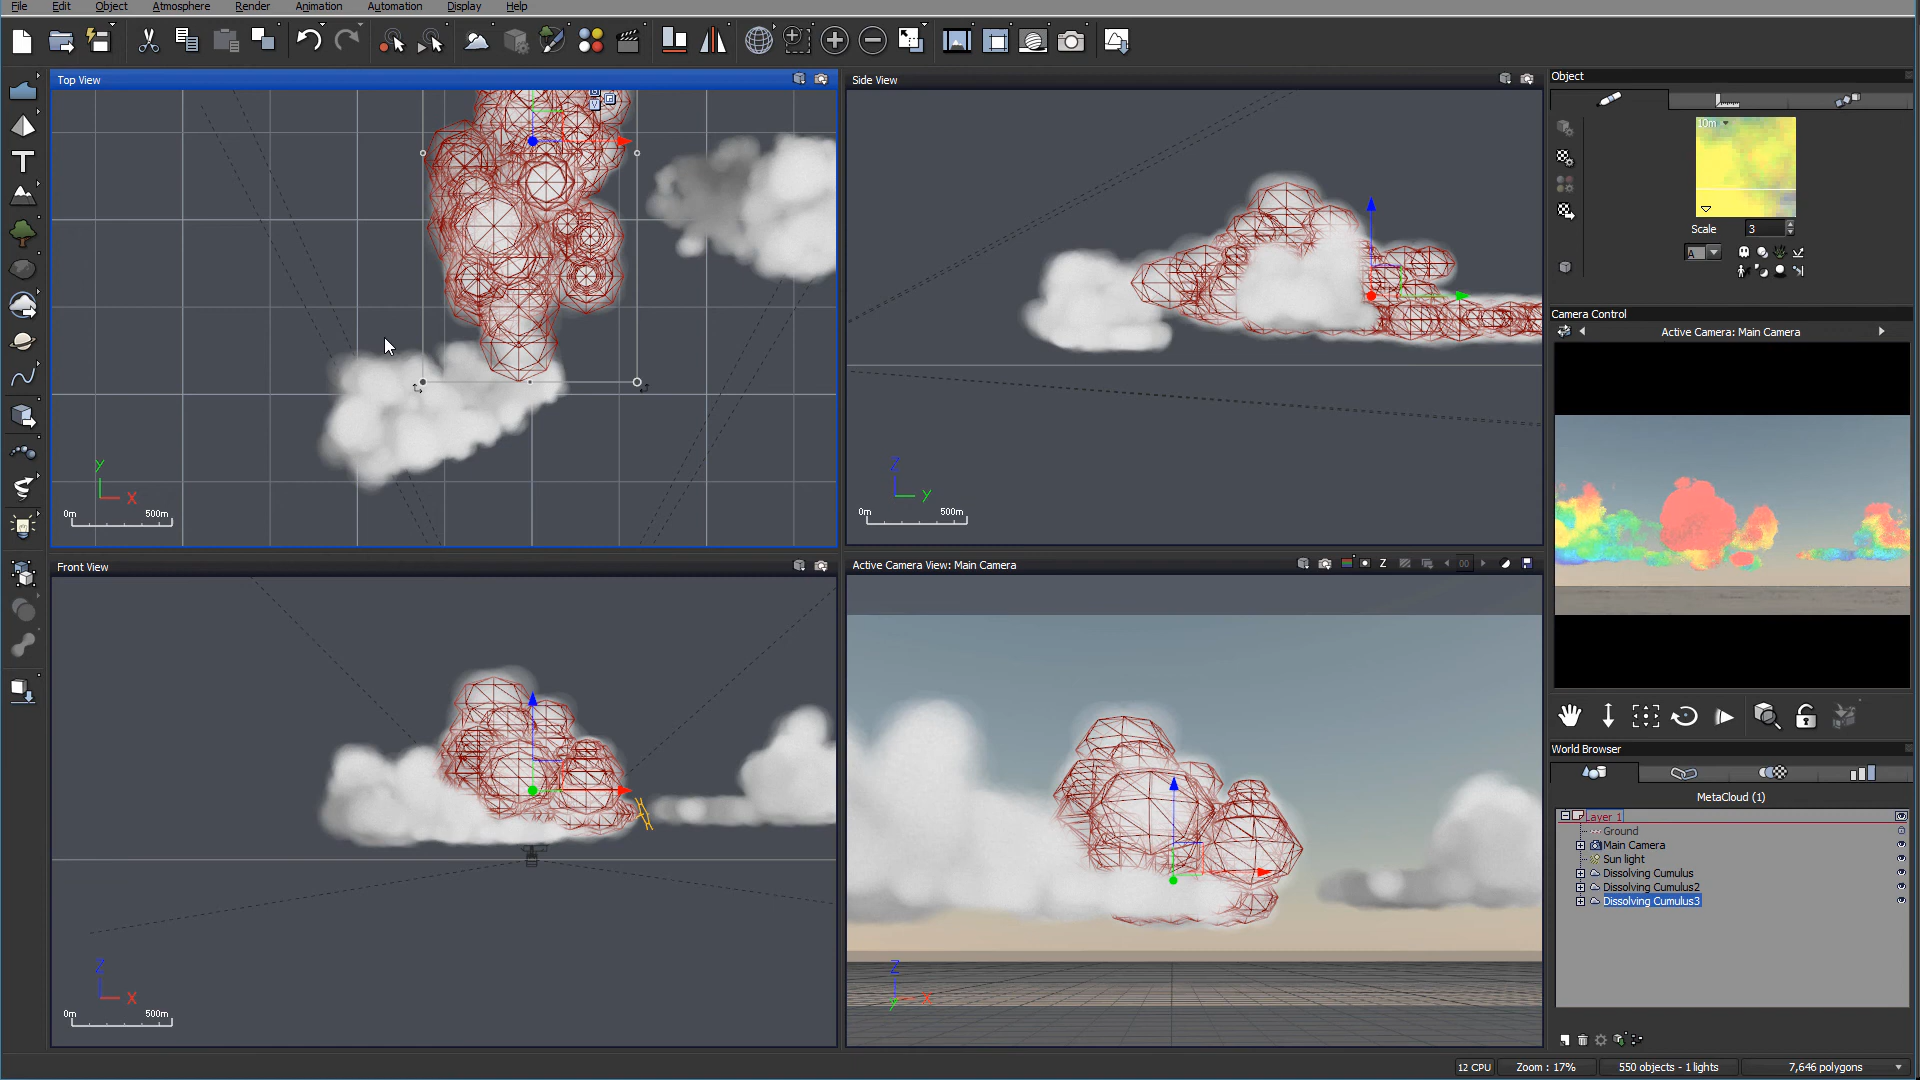 File Edit Object Atmosphere Render Animation Automation Display Help
Top View
Side View
Object
10m
Scale 3
A
Camera Control
Active Camera: Main Camera
Y
X
0m 500m
Z
Y
0m 500m
Front View
Active Camera View: Main Camera
Z
00
World Browser
MetaCloud (1)
Layer 1
Ground
Main Camera
Sun light
Dissolving Cumulus
Dissolving Cumulus2
Dissolving Cumulus3
Z
X
0m 500m
Z
Y
X
12 CPU
Zoom : 17%
550 objects - 1 lights
7,646 polygons